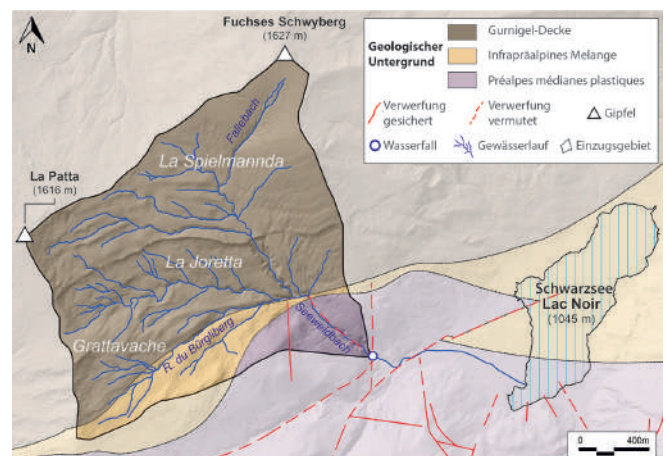 N
Fuchses Schwyberg
(1627 m)
Geologischer
Untergrund
Gurnigel-Decke
Infrapräalpines Melange
Préalpes médianes plastiques
Verwerfung
gesichert
Verwerfung
vermutet
Gipfel
Wasserfall
Gewässerlauf
Einzugsgebiet
Fallebach
La Spielmannda
La Patta
(1616 m)
La Joretta
Grattavache
R. du Bürgliberg
Seeweidbach
Schwarzsee
Lac Noir
(1045 m)
0
400m